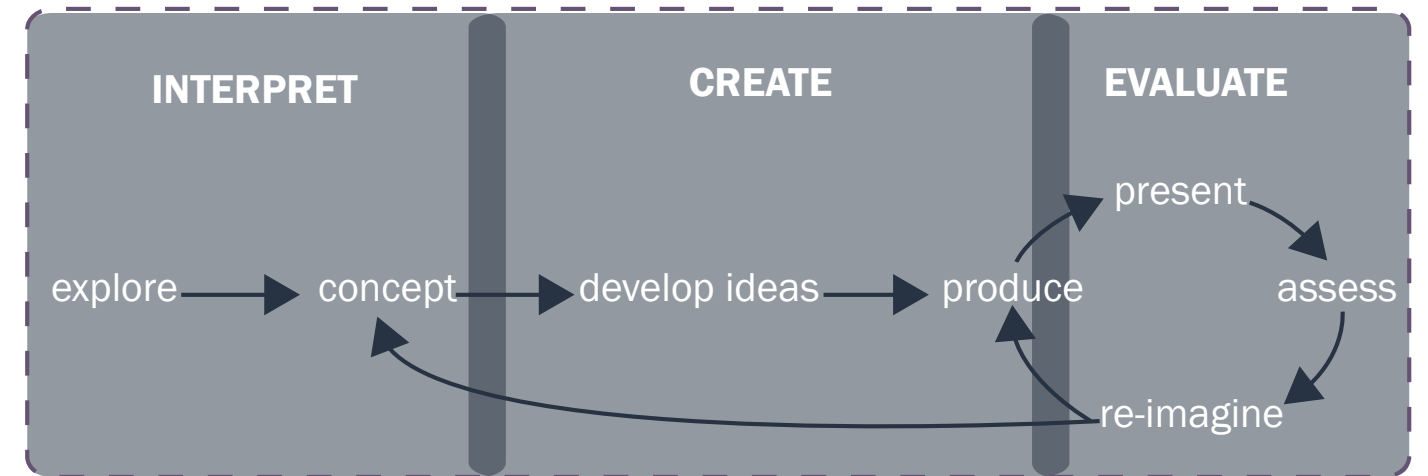 INTERPRET
CREATE
EVALUATE
present
explore
concept
develop ideas
produce
assess
re-imagine